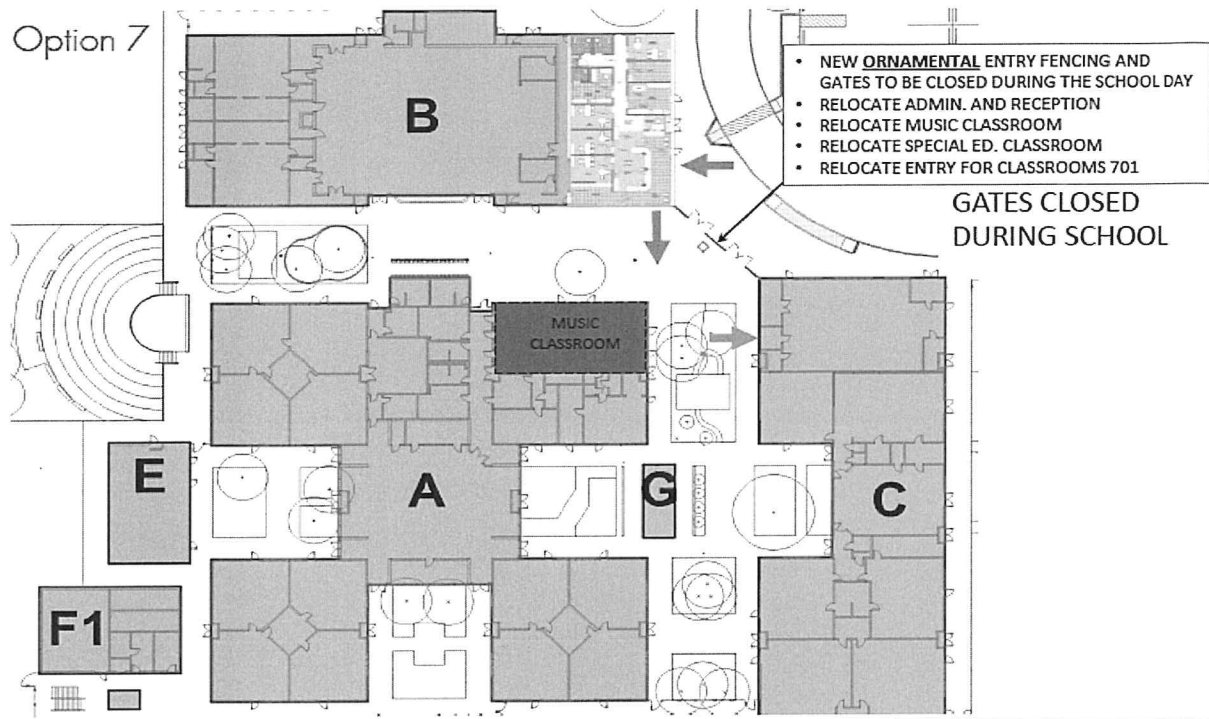 Option 7
• NEW ORNAMENTAL ENTRY FENCING AND
GATES TO BE CLOSED DURING THE SCHOOL DAY
• RELOCATE ADMIN. AND RECEPTION
• RELOCATE MUSIC CLASSROOM
• RELOCATE SPECIAL ED. CLASSROOM
• RELOCATE ENTRY FOR CLASSROOMS 701
B
GATES CLOSED
DURING SCHOOL
MUSIC
CLASSROOM
E
A
G
C
F1